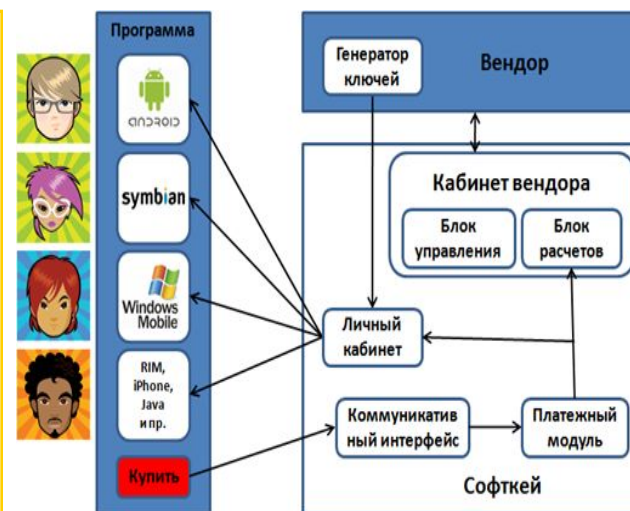 Программа
android
symbian
Windows
Mobile
RIM,
iPhone,
Java
и пр.
Купить
Генератор
ключей
Вендор
Кабинет вендора
Блок
управления
Блок
расчетов
Личный
кабинет
Коммуникатив
ный интерфейс
Платежный
модуль
Софткей